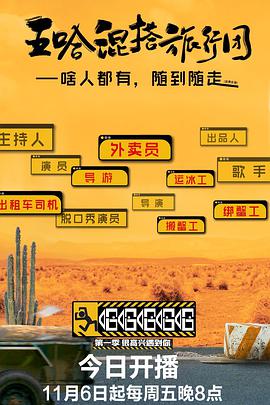 五哈混搭旅行团
—啥人都有，随到随走
主持人
出品人
外卖员
演员
导游
运冰工
歌手
出租车司机
导演
绑蟹工
脱口秀演员
搬蟹工
第一季 很高兴遇到你
今日开播
11月6日起每周五晚8点